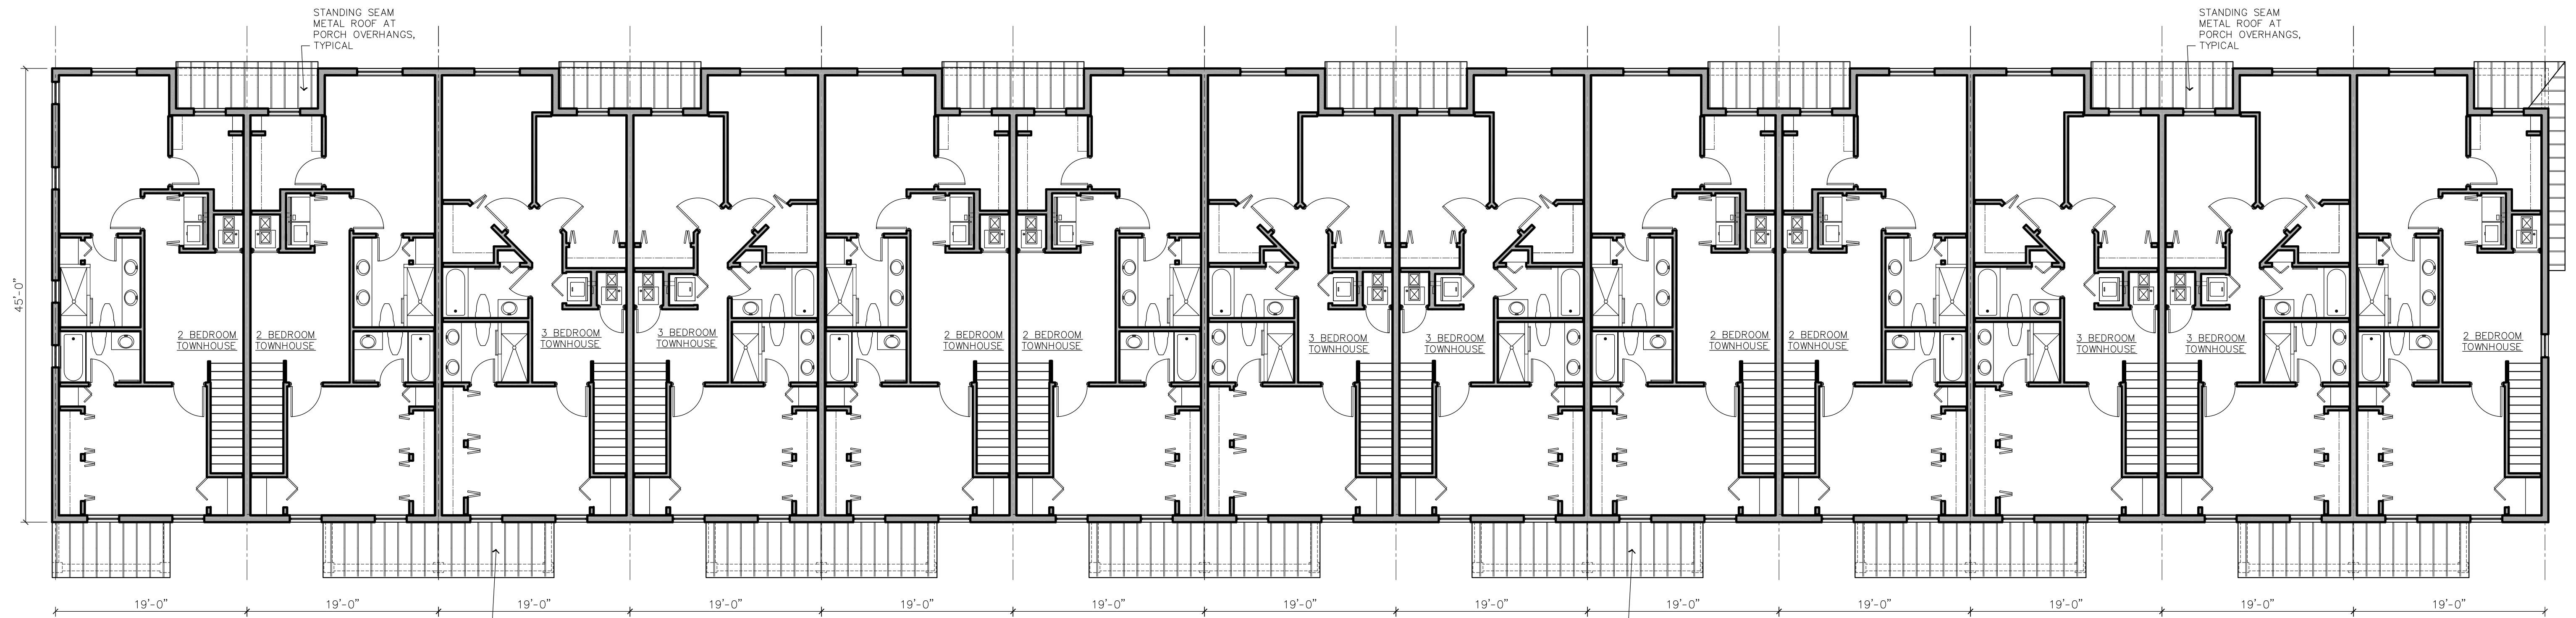 STANDING SEAM
METAL ROOF AT
PORCH OVERHANGS,
TYPICAL
STANDING SEAM
METAL ROOF AT
PORCH OVERHANGS,
TYPICAL
45'-0"
2 BEDROOM
TOWNHOUSE
2 BEDROOM
TOWNHOUSE
3 BEDROOM
TOWNHOUSE
3 BEDROOM
TOWNHOUSE
2 BEDROOM
TOWNHOUSE
2 BEDROOM
TOWNHOUSE
3 BEDROOM
TOWNHOUSE
3 BEDROOM
TOWNHOUSE
2 BEDROOM
TOWNHOUSE
2 BEDROOM
TOWNHOUSE
3 BEDROOM
TOWNHOUSE
3 BEDROOM
TOWNHOUSE
2 BEDROOM
TOWNHOUSE
19'-0" 19'-0" 19'-0" 19'-0" 19'-0" 19'-0" 19'-0" 19'-0" 19'-0" 19'-0" 19'-0" 19'-0" 19'-0"